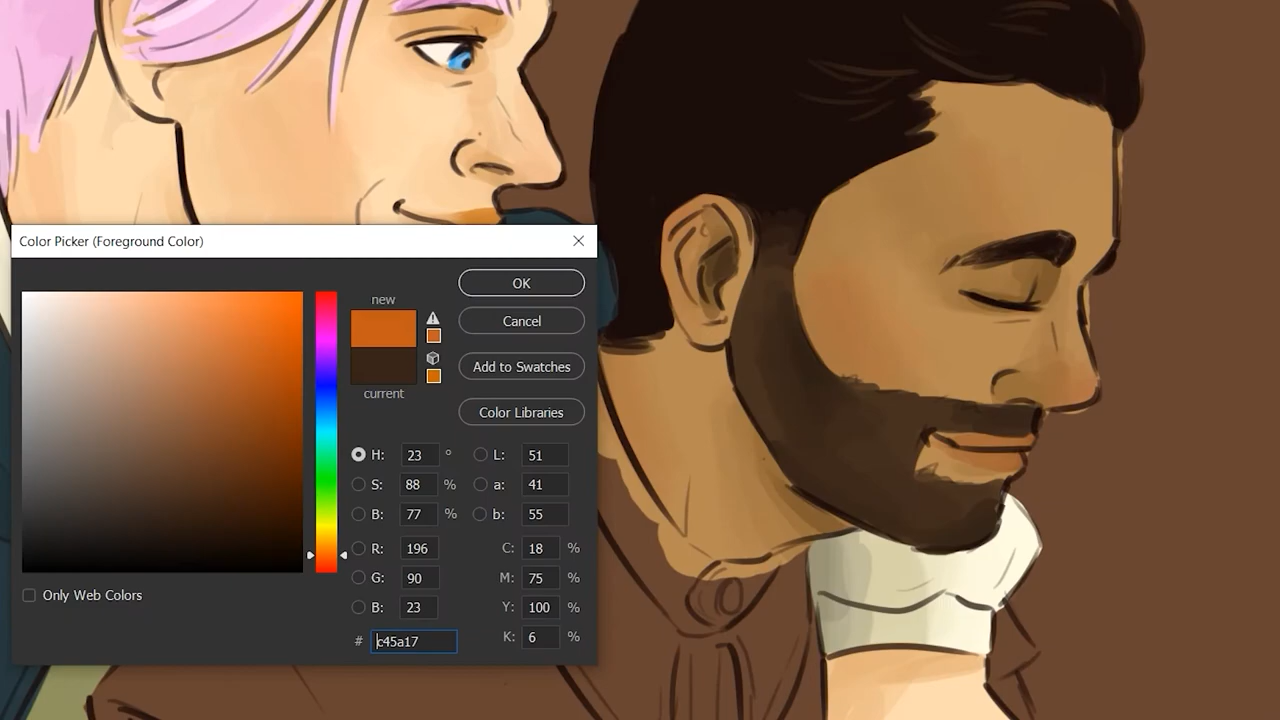 Color Picker (Foreground Color)
new
current
OK
Cancel
Add to Swatches
Color Libraries
H: 23 °
S: 88 %
B: 77 %
R: 196
G: 90
B: 23
# c45a17
L: 51
a: 41
b: 55
C: 18 %
M: 75 %
Y: 100 %
K: 6 %
Only Web Colors